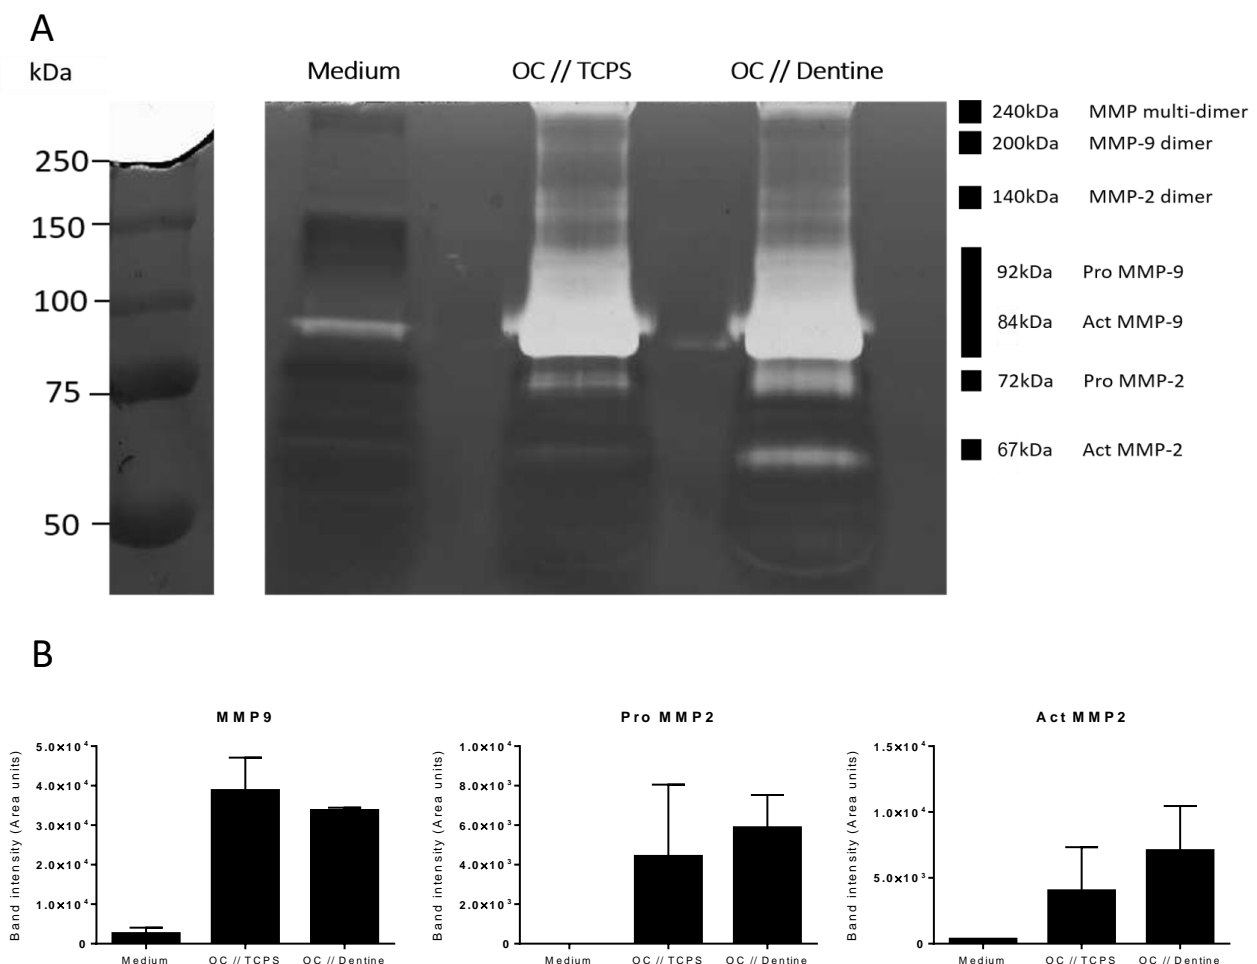 A
kDa
Medium OC // TCPS OC // Dentine
250
150
100
75
50
240kDa MMP multi-dimer
200kDa MMP-9 dimer
140kDa MMP-2 dimer
92kDa Pro MMP-9
84kDa Act MMP-9
72kDa Pro MMP-2
67kDa Act MMP-2
B
MMP9
Band intensity (Area units)
5.0×10⁴
4.0×10⁴
3.0×10⁴
2.0×10⁴
1.0×10⁴
0
Medium OC // TCPS OC // Dentine
Pro MMP2
Band intensity (Area units)
1.0×10⁴
8.0×10³
6.0×10³
4.0×10³
2.0×10³
0
Medium OC // TCPS OC // Dentine
Act MMP2
Band intensity (Area units)
1.5×10⁴
1.0×10⁴
5.0×10³
0
Medium OC // TCPS OC // Dentine